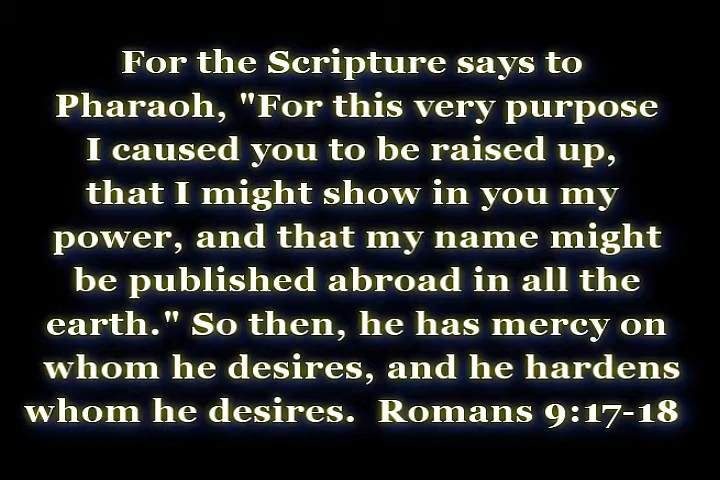 For the Scripture says to
Pharaoh, "For this very purpose
I caused you to be raised up,
that I might show in you my
power, and that my name might
be published abroad in all the
earth." So then, he has mercy on
whom he desires, and he hardens
whom he desires.  Romans 9:17-18